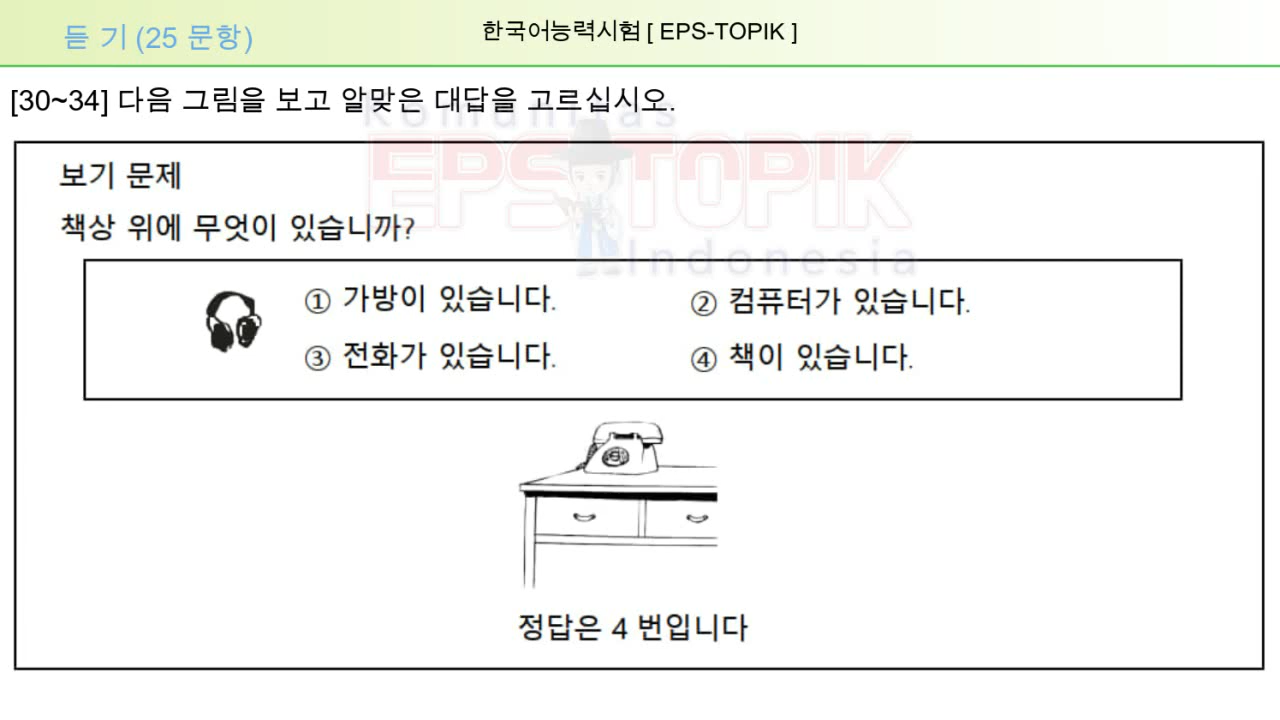 듣 기 (25 문항)
한국어능력시험 [ EPS-TOPIK ]
[30~34] 다음 그림을 보고 알맞은 대답을 고르십시오.
Komunitas
EPS TOPIK
Indonesia
보기 문제
책상 위에 무엇이 있습니까?
① 가방이 있습니다.
② 컴퓨터가 있습니다.
③ 전화가 있습니다.
④ 책이 있습니다.
정답은 4 번입니다